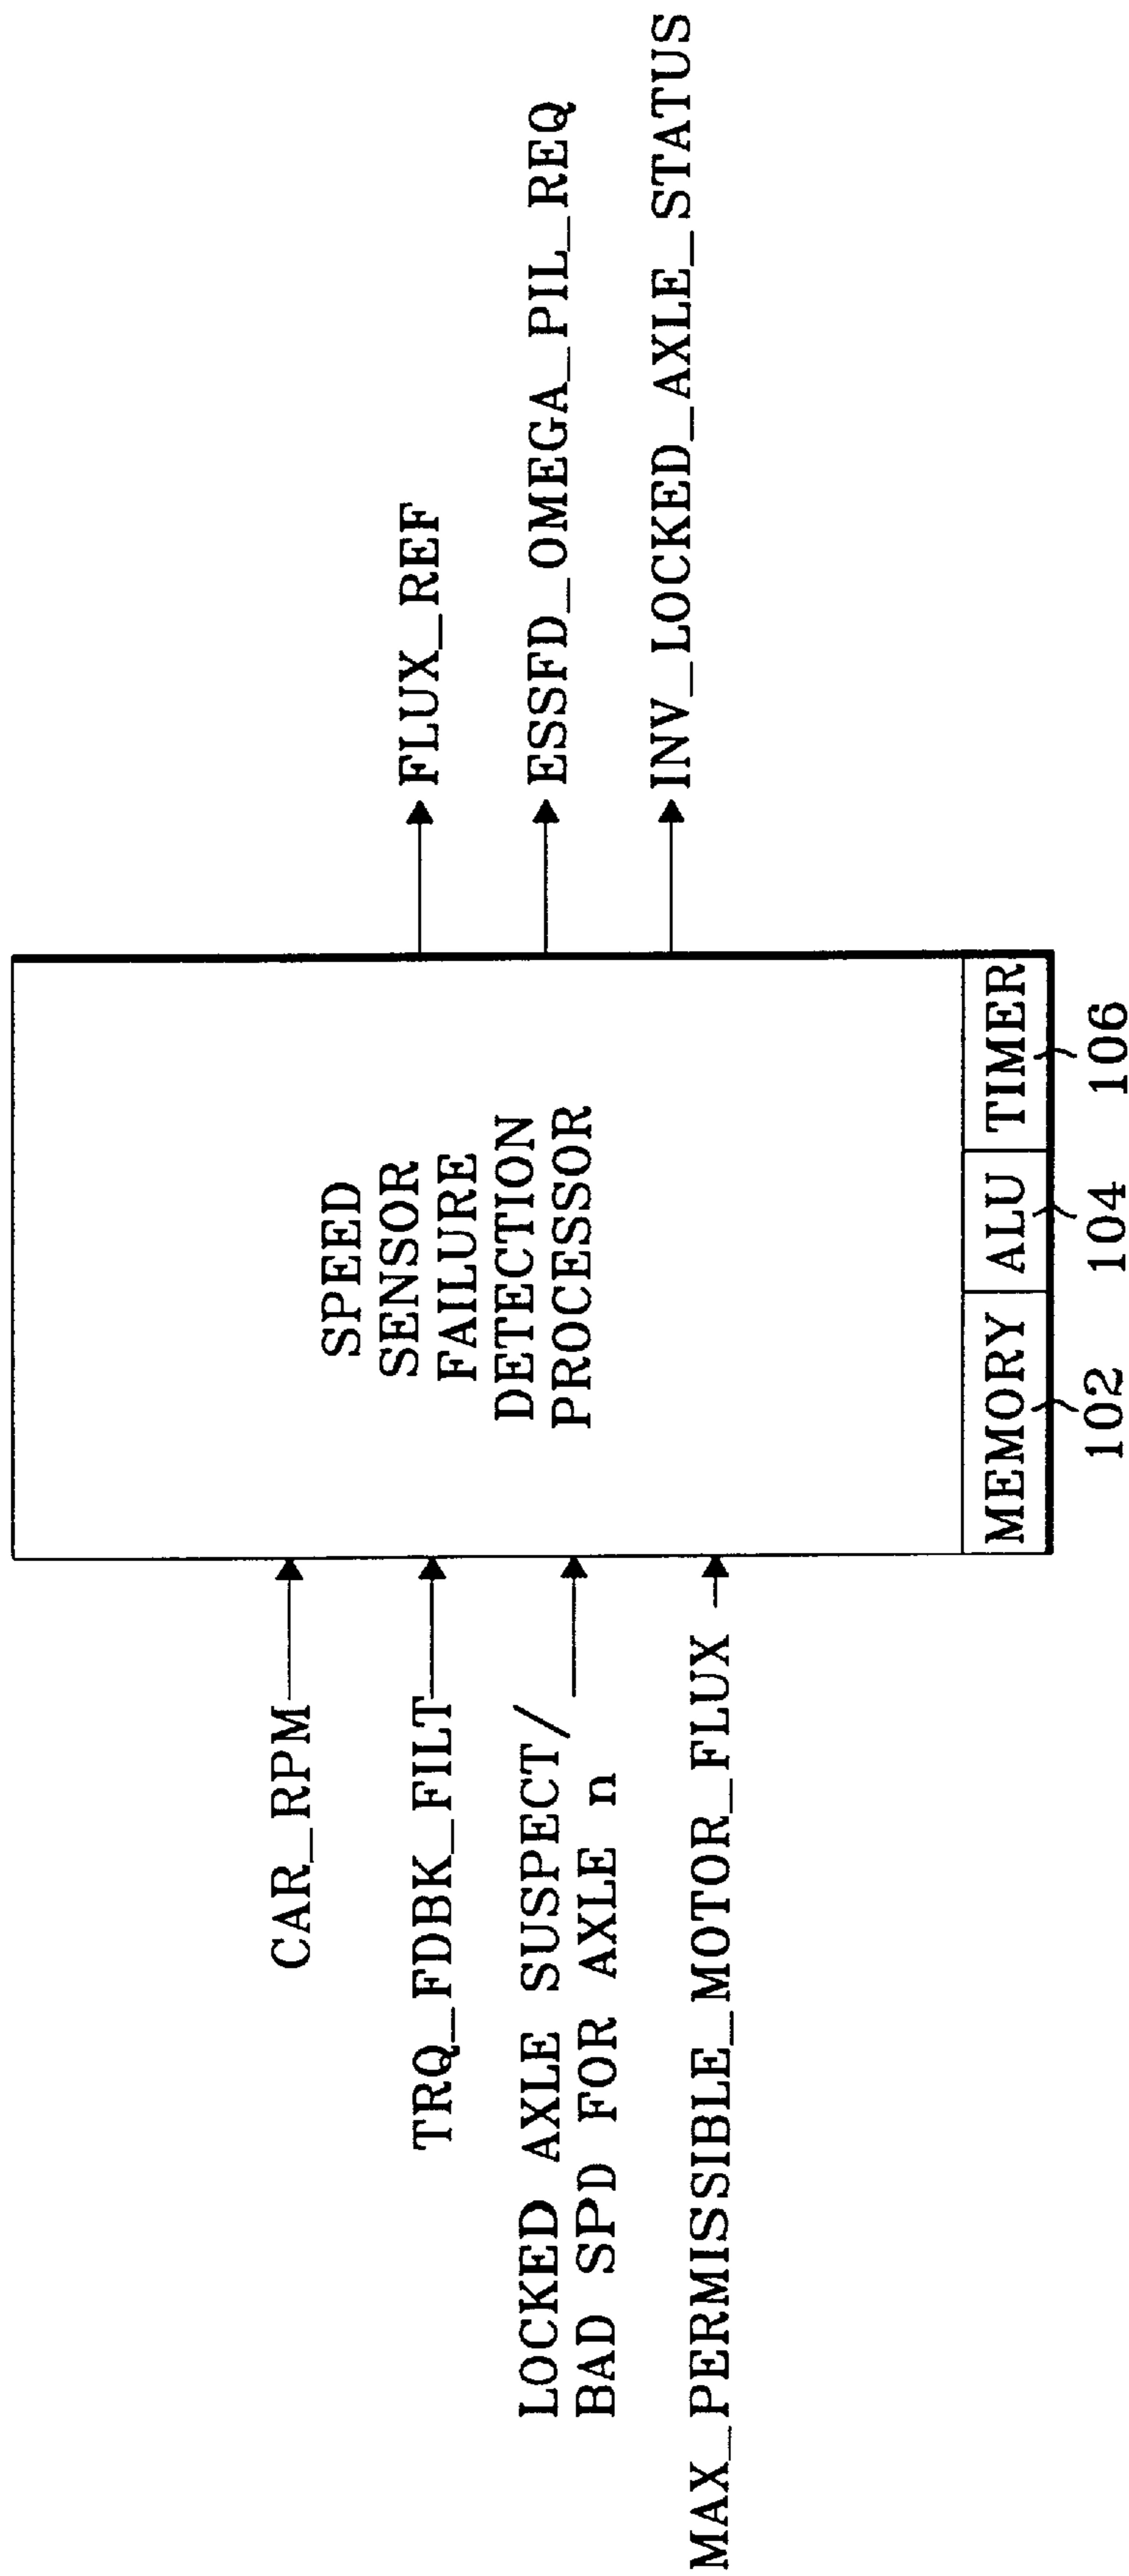 CAR_RPM
TRQ_FDBK_FILT
LOCKED AXLE SUSPECT/
BAD SPD FOR AXLE n
MAX_PERMISSIBLE_MOTOR_FLUX
SPEED
SENSOR
FAILURE
DETECTION
PROCESSOR
MEMORY
ALU
TIMER
102
104
106
FLUX_REF
ESSFD_OMEGA_PIL_REQ
INV_LOCKED_AXLE_STATUS